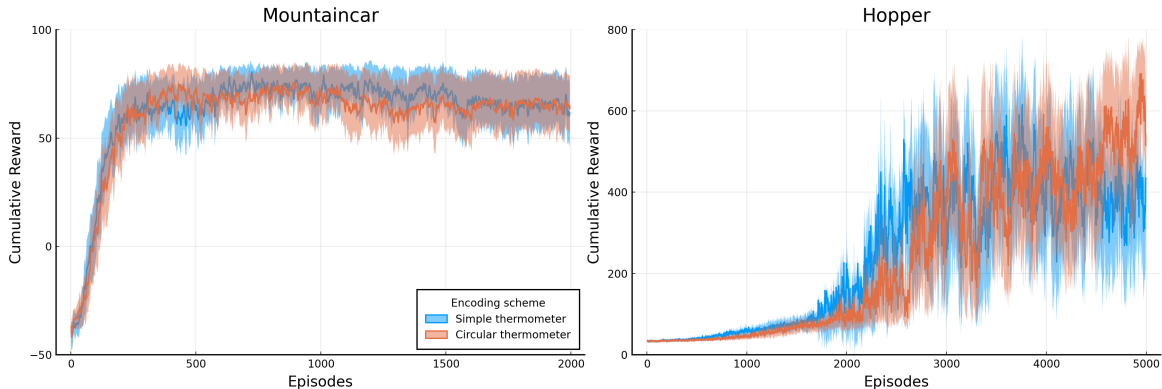 Mountaincar
Cumulative Reward
100
50
0
−50
0
500
1000
1500
2000
Episodes
Encoding scheme
Simple thermometer
Circular thermometer
Hopper
Cumulative Reward
800
600
400
200
0
0
1000
2000
3000
4000
5000
Episodes